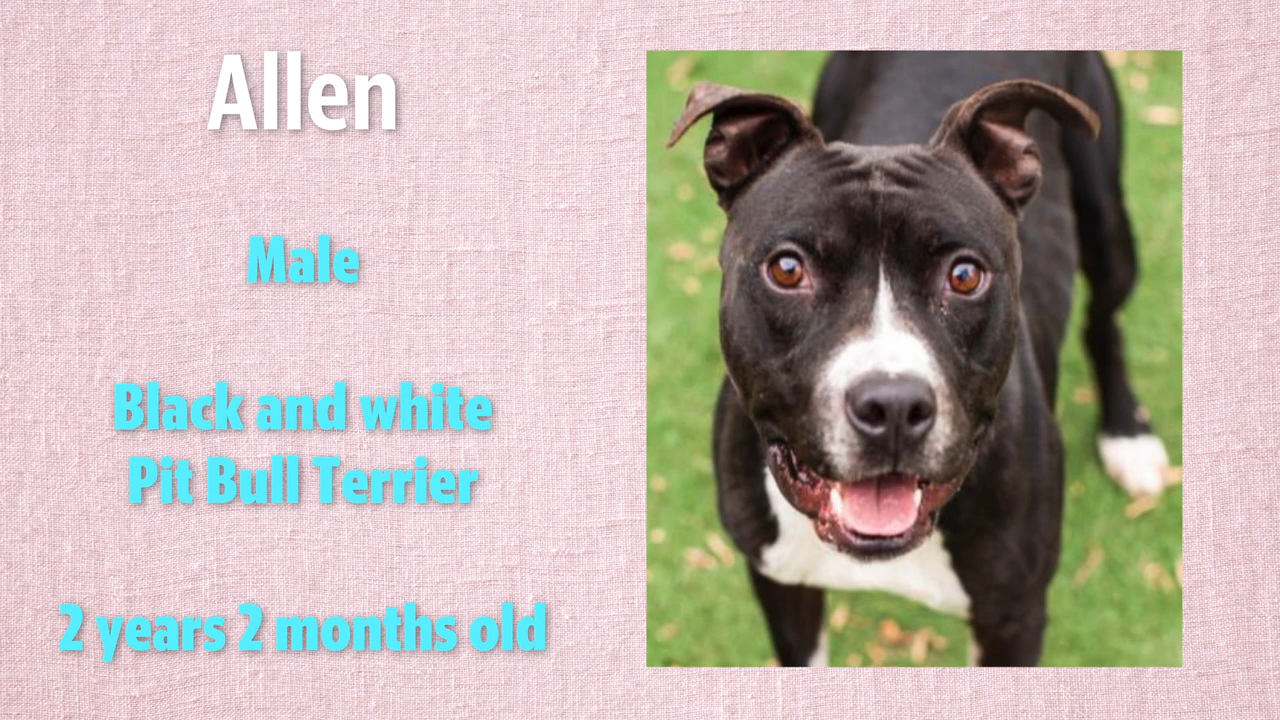 Allen
Male
Black and white
Pit Bull Terrier
2 years 2 months old